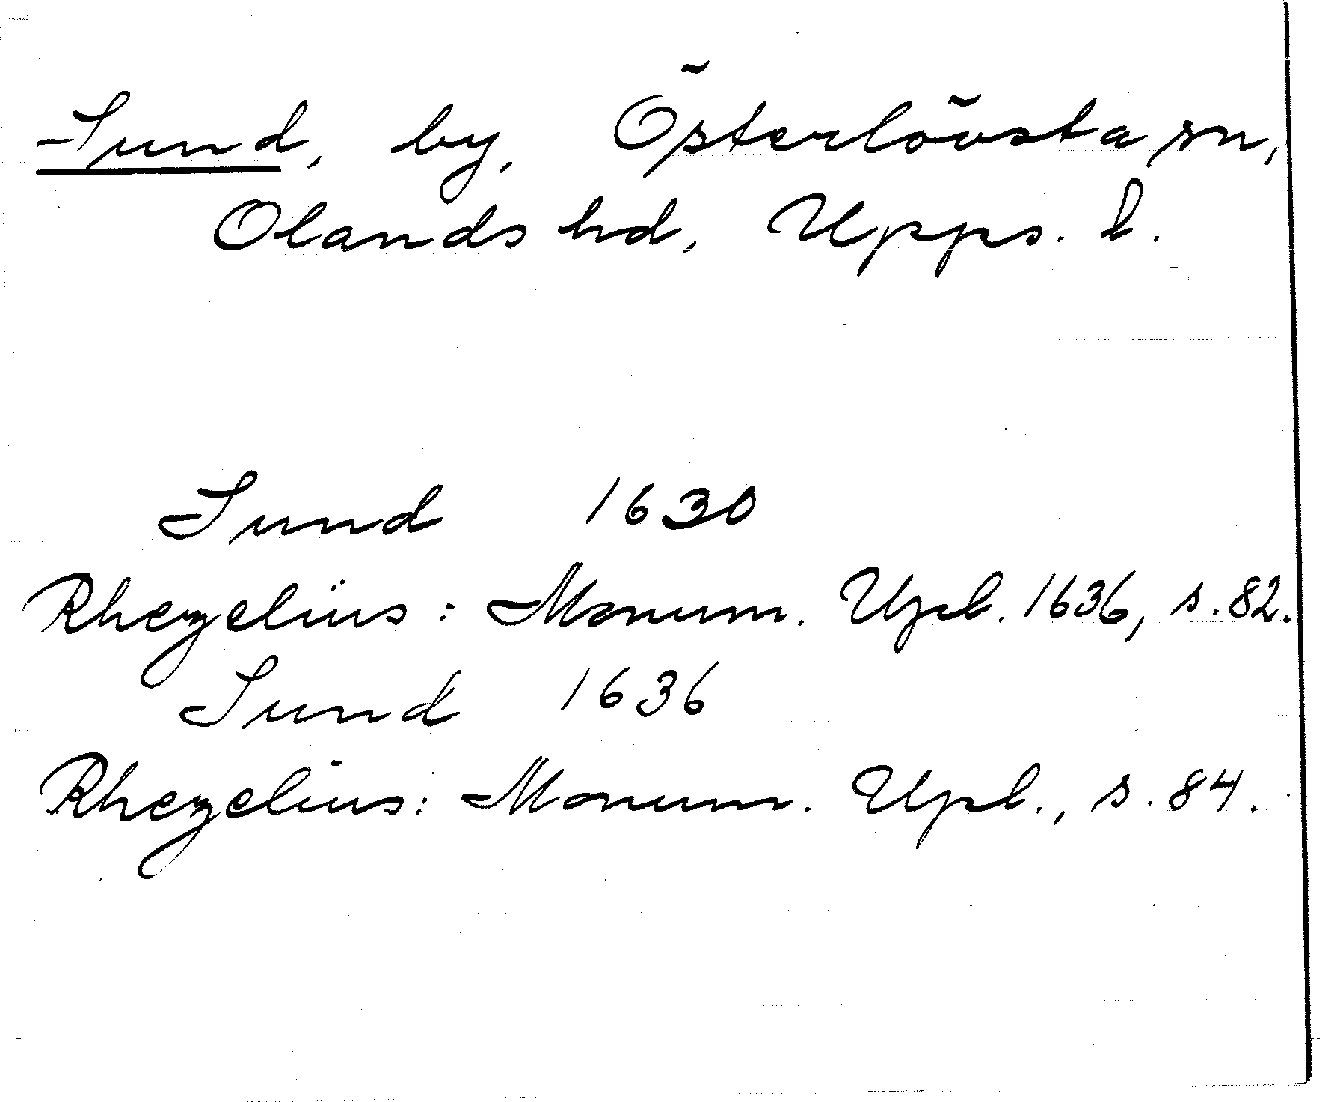 Sund, by, Österlövsta sn,
Olands hd, Upps. l.
Sund 1630
Rhezelius: Monum. Upl. 1636, s. 82.
Sund 1636
Rhezelius: Monum. Upl., s. 84.